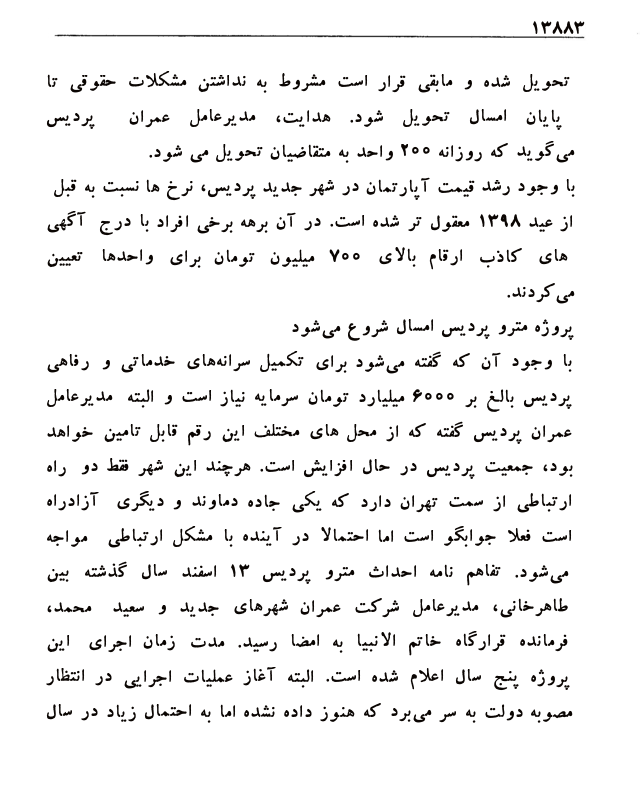 ۱۳۸۸۳
تحویل شده و مابقی قرار است مشروط به نداشتن مشکلات حقوقی تا
پایان امسال تحویل شود. هدایت، مدیرعامل عمران پردیس
می‌گوید که روزانه ۲۰۰ واحد به متقاضیان تحویل می شود.
با وجود رشد قیمت آپارتمان در شهر جدید پردیس، نرخ ها نسبت به قبل
از عید ۱۳۹۸ معقول تر شده است. در آن برهه برخی افراد با درج آگهی
های کاذب ارقام بالای ۷۰۰ میلیون تومان برای واحدها تعیین
می‌کردند.
پروژه مترو پردیس امسال شروع می‌شود
با وجود آن که گفته می‌شود برای تکمیل سرانه‌های خدماتی و رفاهی
پردیس بالغ بر ۶۰۰۰ میلیارد تومان سرمایه نیاز است و البته مدیرعامل
عمران پردیس گفته که از محل های مختلف این رقم قابل تامین خواهد
بود، جمعیت پردیس در حال افزایش است. هرچند این شهر فقط دو راه
ارتباطی از سمت تهران دارد که یکی جاده دماوند و دیگری آزادراه
است فعلا جوابگو است اما احتمالا در آینده با مشکل ارتباطی مواجه
می‌شود. تفاهم نامه احداث مترو پردیس ۱۳ اسفند سال گذشته بین
طاهرخانی، مدیرعامل شرکت عمران شهرهای جدید و سعید محمد،
فرمانده قرارگاه خاتم الانبیا به امضا رسید. مدت زمان اجرای این
پروژه پنج سال اعلام شده است. البته آغاز عملیات اجرایی در انتظار
مصوبه دولت به سر می‌برد که هنوز داده نشده اما به احتمال زیاد در سال